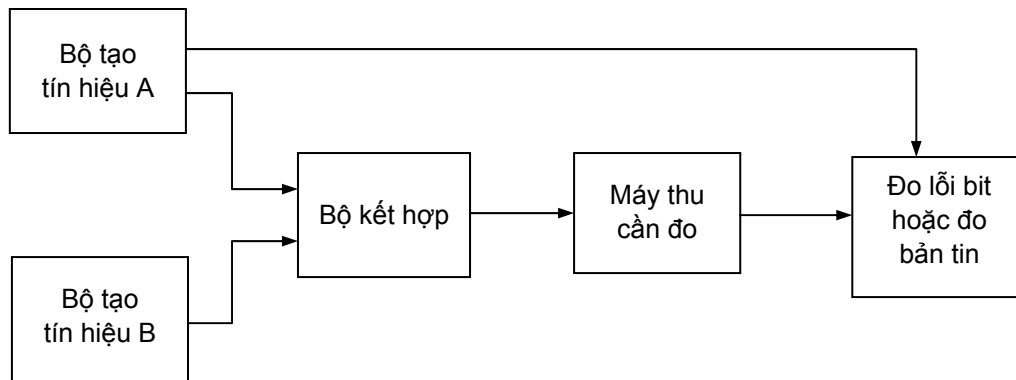 Bộ tạo
tín hiệu A
Bộ kết hợp
Máy thu
cần đo
Đo lỗi bit
hoặc đo
bản tin
Bộ tạo
tín hiệu B